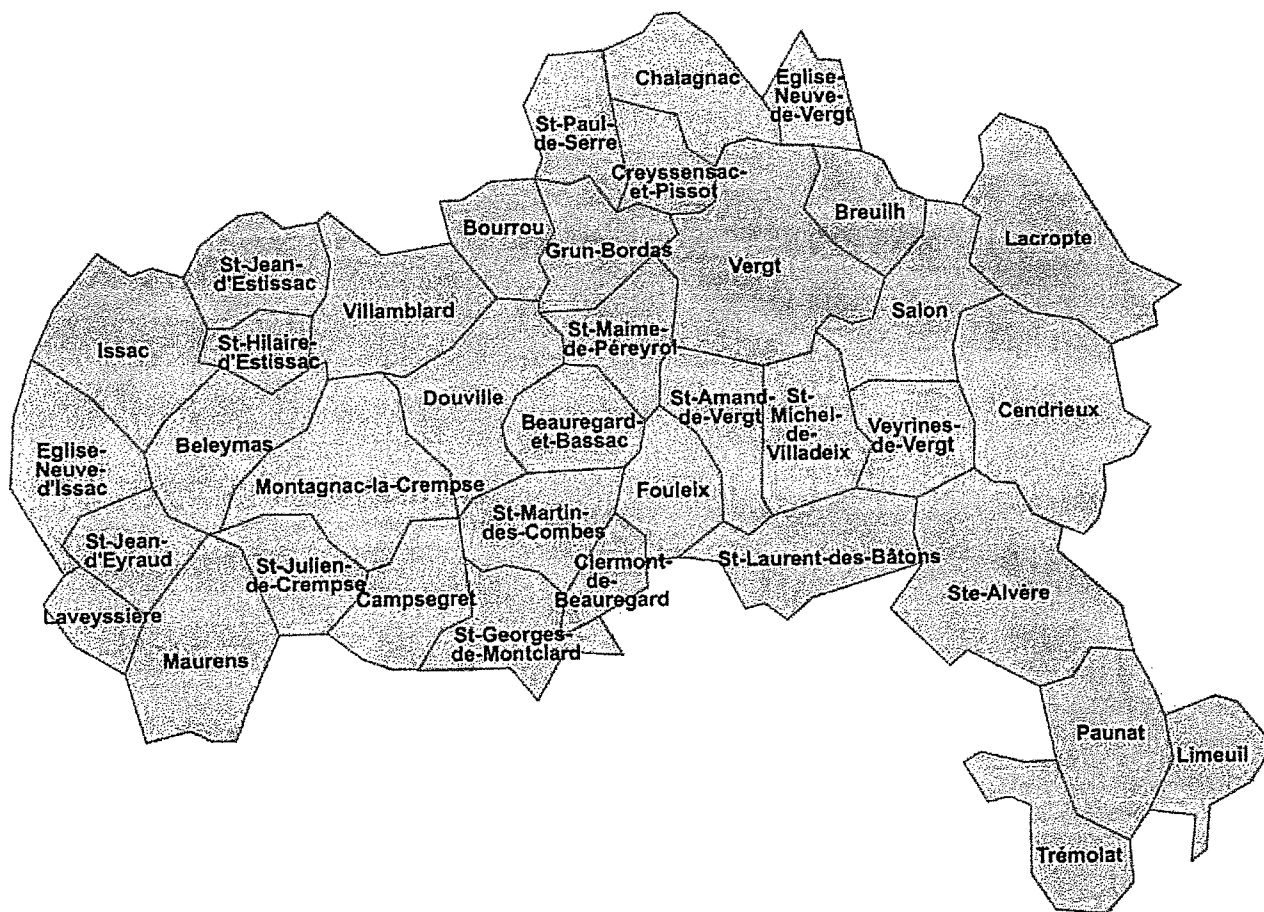 Chalagnac
Eglise-
Neuve-
de-Vergt
St-Paul-
de-Serre
Creyssensac-
et-Pissot
Breuilh
Lacropte
Bourrou
Grun-Bordas
Vergt
St-Jean-
d'Estissac
Villamblard
Salon
Issac
St-Hilaire-
d'Estissac
St-Maime-
de-Péreyrol
Douville
St-Amand-
de-Vergt
St-
Michel-
de-
Villadeix
Cendrieux
Beauregard-
et-Bassac
Veyrines-
de-Vergt
Beleymas
Eglise-
Neuve-
d'Issac
Montagnac-la-Crempse
Fouleix
St-Martin-
des-Combes
St-Jean-
d'Eyraud
St-Julien-
de-Crempse
Clermont-
de-
Beauregard
St-Laurent-des-Bâtons
Campsegret
Ste-Alvère
Laveyssière
St-Georges-
de-Montclard
Maurens
Paunat
Limeuil
Trémolat